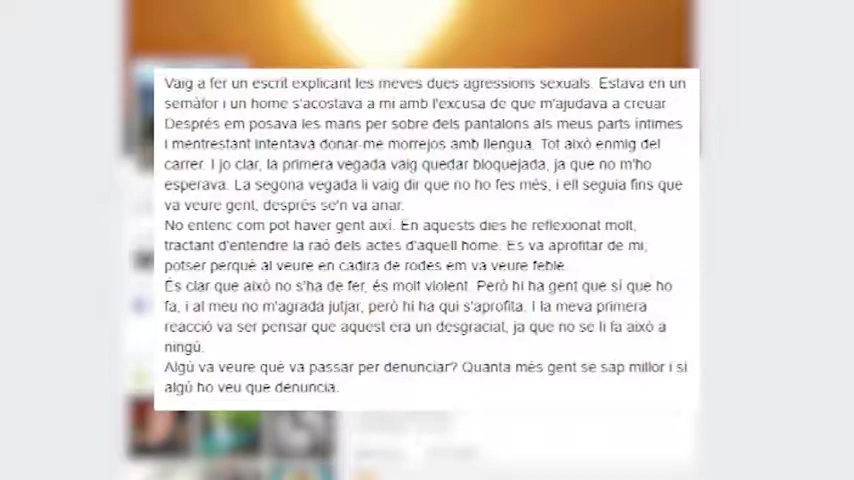 Vaig a fer un escrit explicant les meves dues agressions sexuals. Estava en un
semàfor i un home s'acostava a mi amb l'excusa de que m'ajudava a creuar.
Després em posava les mans per sobre dels pantalons als meus parts íntimes
i mentrestant intentava donar-me morrejos amb llengua. Tot això enmig del
carrer. I jo clar, la primera vegada vaig quedar bloquejada, ja que no m'ho
esperava. La segona vegada li vaig dir que no ho fes més, i ell seguia fins que
va veure gent, després se'n va anar.
No entenc com pot haver gent així. En aquests dies he reflexionat molt,
tractant d'entendre la raó dels actes d'aquell home. Es va aprofitar de mi,
potser perquè al veure en cadira de rodes em va veure feble.
És clar que això no s'ha de fer, és molt violent. Però hi ha gent que sí que ho
fa, i al meu no m'agrada jutjar, però hi ha qui s'aprofita. I la meva primera
reacció va ser pensar que aquest era un desgraciat, ja que no se li fa això a
ningú.
Algú va veure què va passar per denunciar? Quanta més gent se sap millor i si
algú ho veu que denuncia.